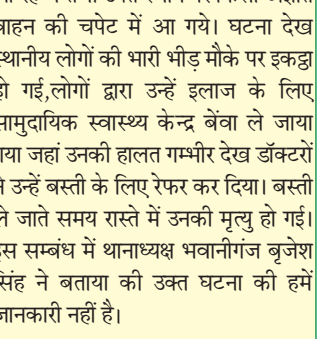 वाहन की चपेट में आ गये। घटना देख
स्थानीय लोगों की भारी भीड़ मौके पर इकट्ठा
हो गई,लोगों द्वारा उन्हें इलाज के लिए
सामुदायिक स्वास्थ्य केन्द्र बेंवा ले जाया
गया जहां उनकी हालत गम्भीर देख डॉक्टरों
ने उन्हें बस्ती के लिए रेफर कर दिया। बस्ती
ले जाते समय रास्ते में उनकी मृत्यु हो गई।
इस सम्बंध में थानाध्यक्ष भवानीगंज बृजेश
सिंह ने बताया की उक्त घटना की हमें
जानकारी नहीं है।